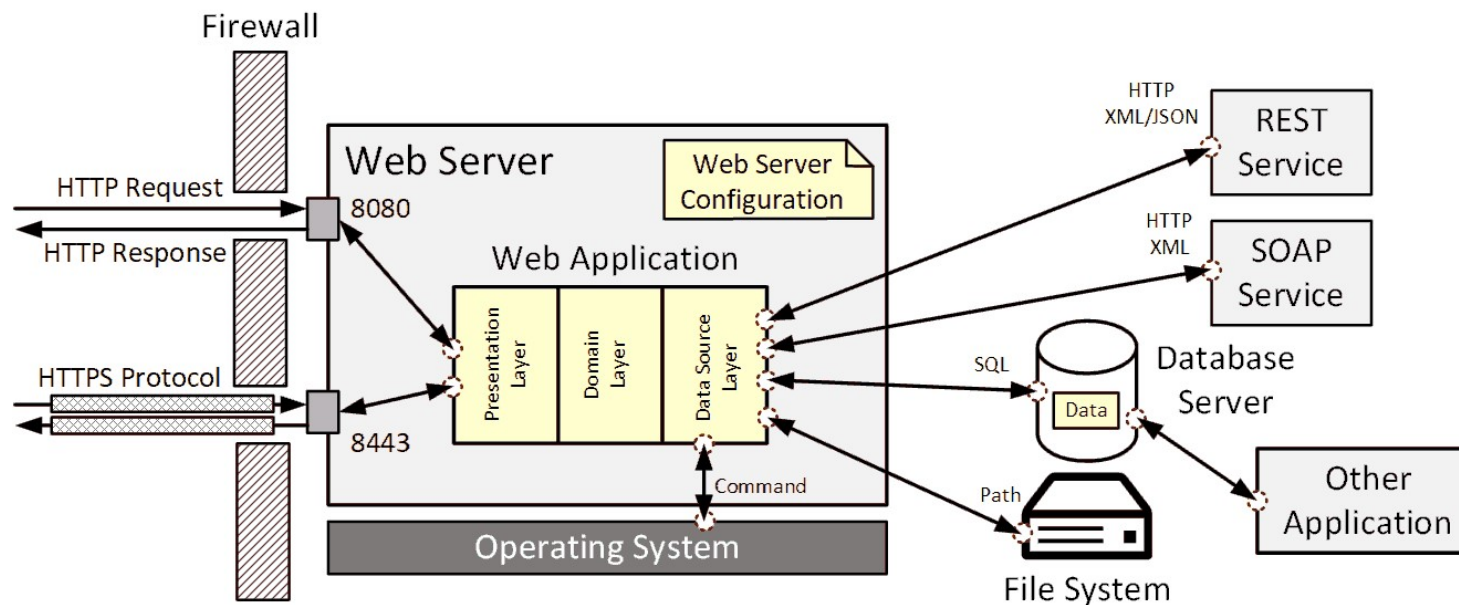 Firewall
HTTP Request
HTTP Response
HTTPS Protocol
8080
8443
Web Server
Web Server
Configuration
Web Application
Presentation
Layer
Domain
Layer
Data Source
Layer
Command
Operating System
HTTP
XML/JSON
REST
Service
HTTP
XML
SOAP
Service
SQL
Data
Database
Server
Path
File System
Other
Application